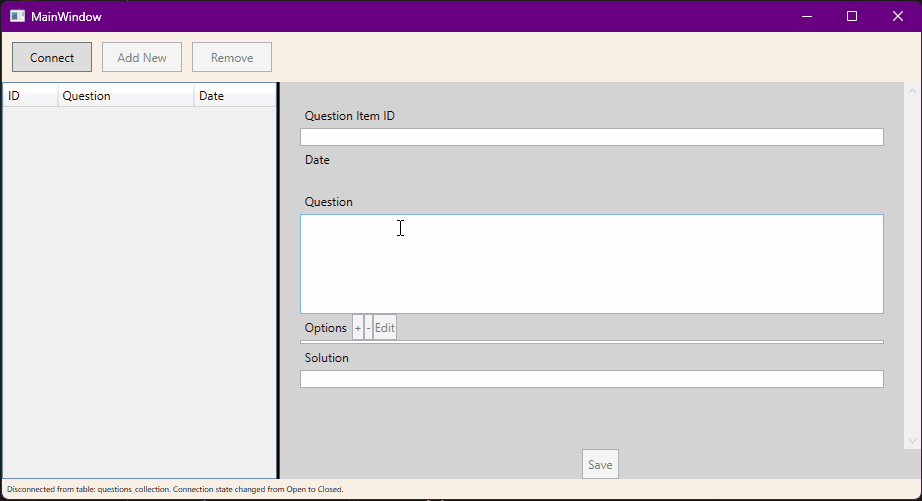 MainWindow
Connect Add New Remove
ID Question Date
Question Item ID
Date
Question
Options + - Edit
Solution
Save
Disconnected from table: questions_collection. Connection state changed from Open to Closed.